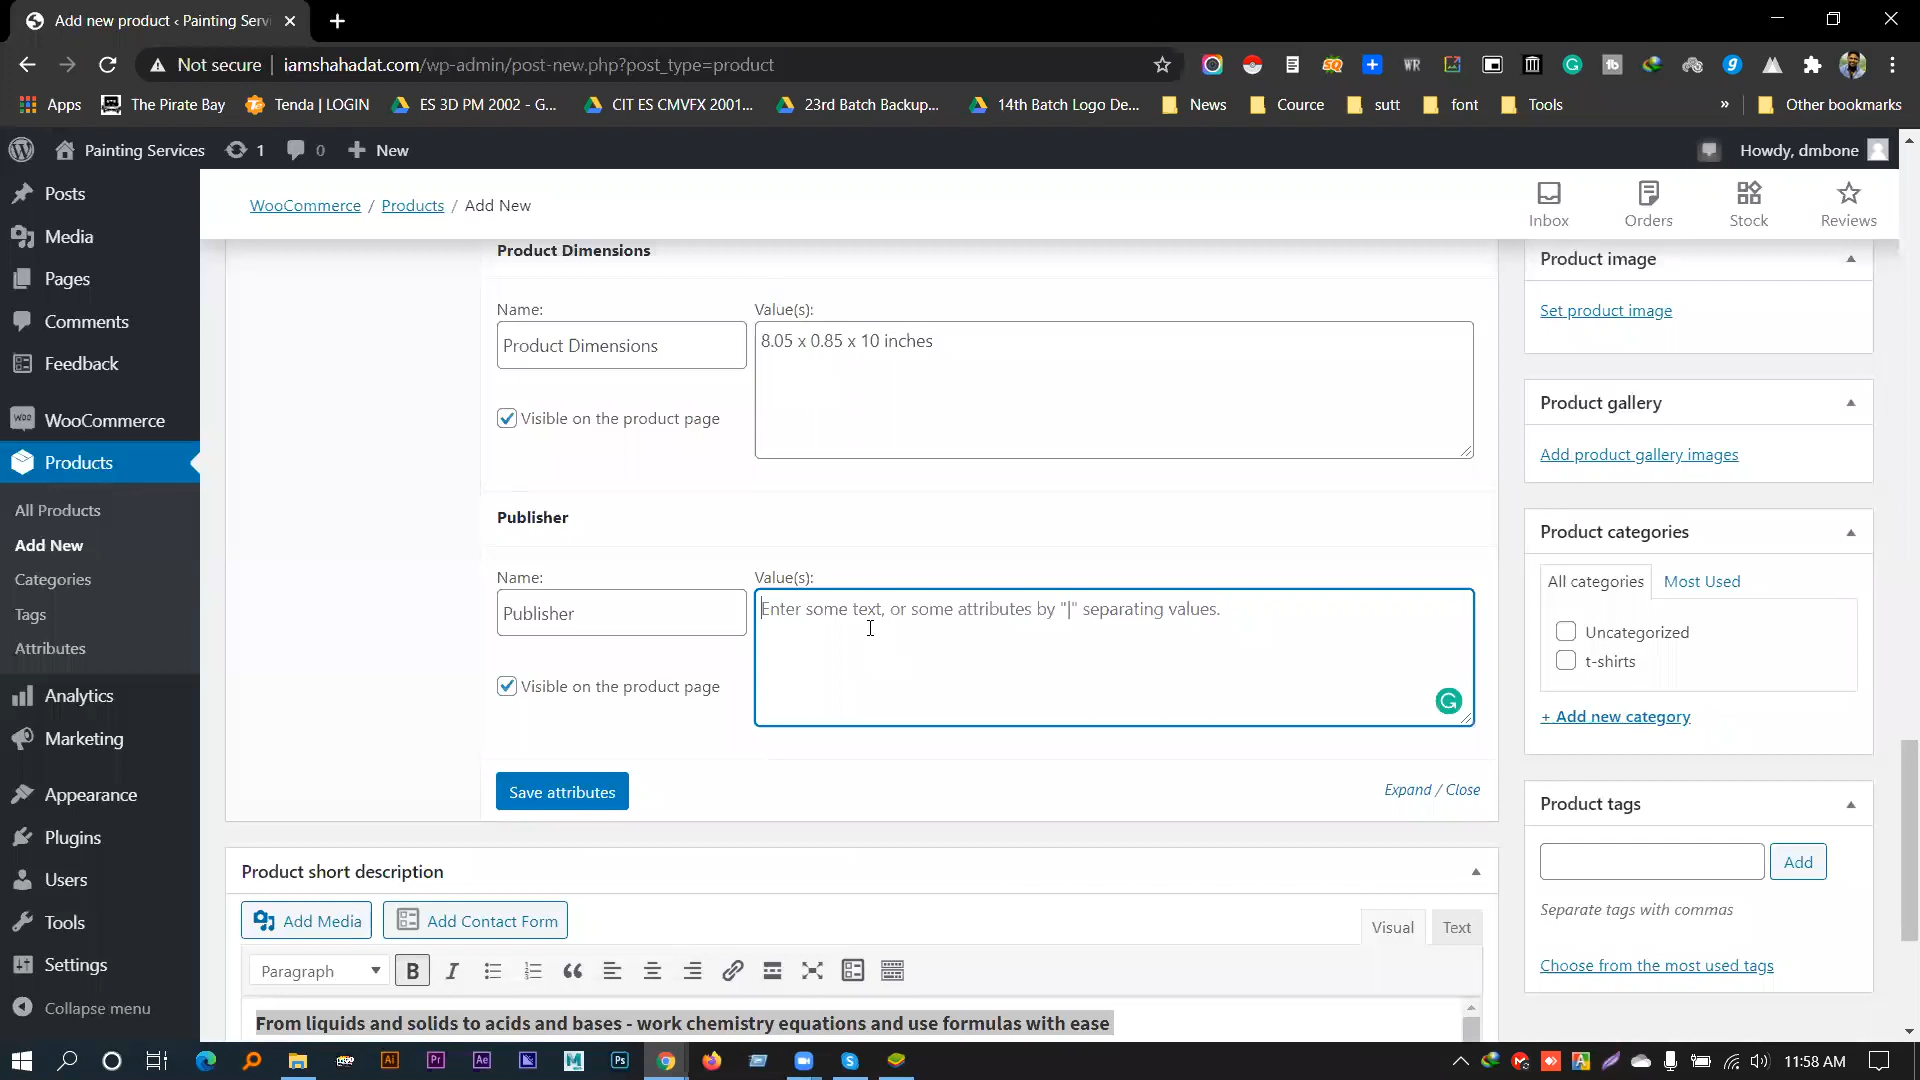 Add new product ‹ Painting Serv
Not secure | iamshahadat.com/wp-admin/post-new.php?post_type=product
Apps
The Pirate Bay
Tenda | LOGIN
ES 3D PM 2002 - G...
CIT ES CMVFX 2001...
23rd Batch Backup...
14th Batch Logo De...
News
Cource
sutt
font
Tools
»
Other bookmarks
Painting Services
1
0
New
Howdy, dmbone
Posts
Media
Pages
Comments
Feedback
WooCommerce
Products
All Products
Add New
Categories
Tags
Attributes
Analytics
Marketing
Appearance
Plugins
Users
Tools
Settings
Collapse menu
WooCommerce / Products / Add New
Inbox
Orders
Stock
Reviews
Product Dimensions
Name:
Value(s):
Product Dimensions
8.05 x 0.85 x 10 inches
Visible on the product page
Publisher
Name:
Value(s):
Publisher
Enter some text, or some attributes by "|" separating values.
Visible on the product page
Save attributes
Expand / Close
Product short description
Add Media
Add Contact Form
Visual
Text
Paragraph
B
I
From liquids and solids to acids and bases - work chemistry equations and use formulas with ease
Product image
Set product image
Product gallery
Add product gallery images
Product categories
All categories
Most Used
Uncategorized
t-shirts
+ Add new category
Product tags
Add
Separate tags with commas
Choose from the most used tags
11:58 AM